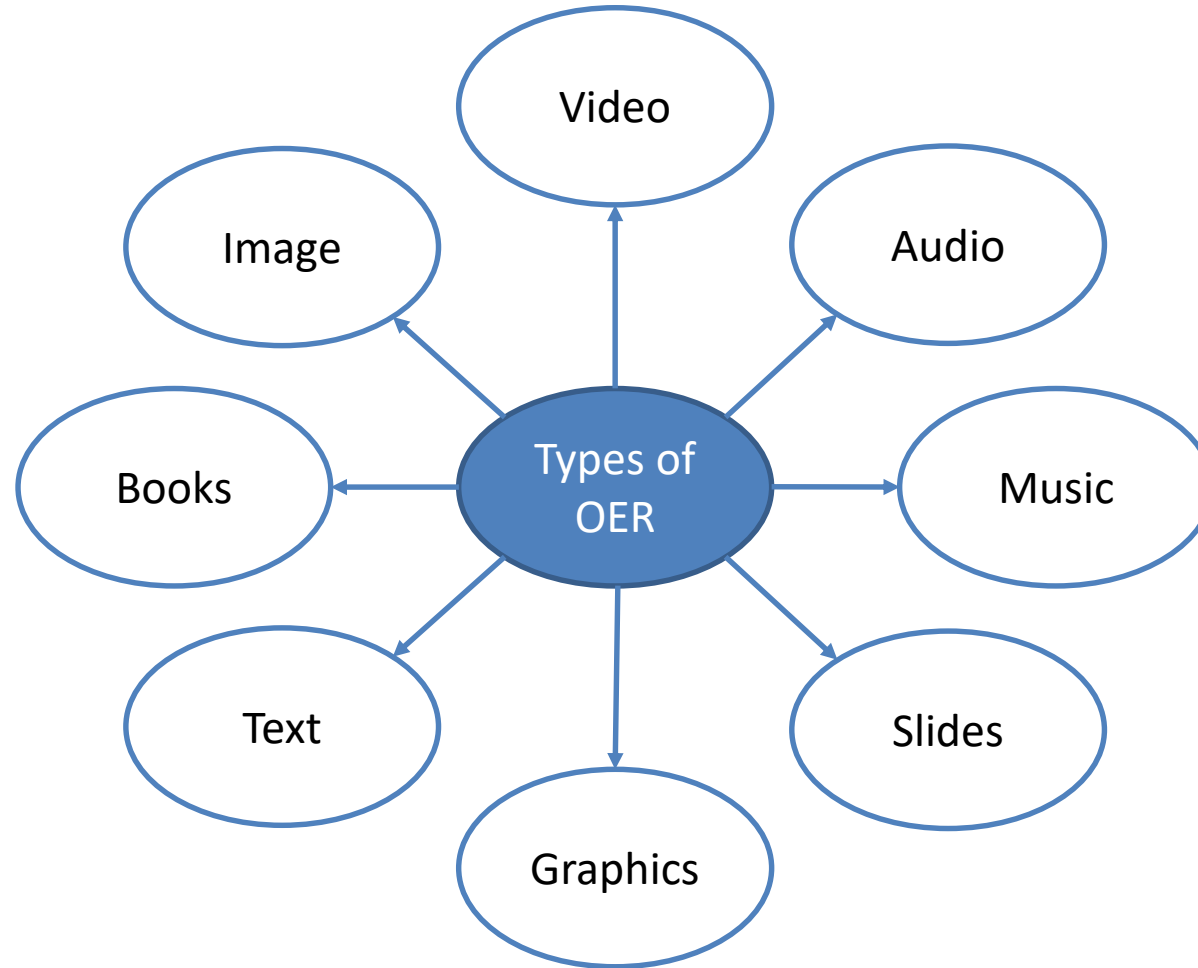 Video
Image
Audio
Types of
OER
Books
Music
Text
Slides
Graphics